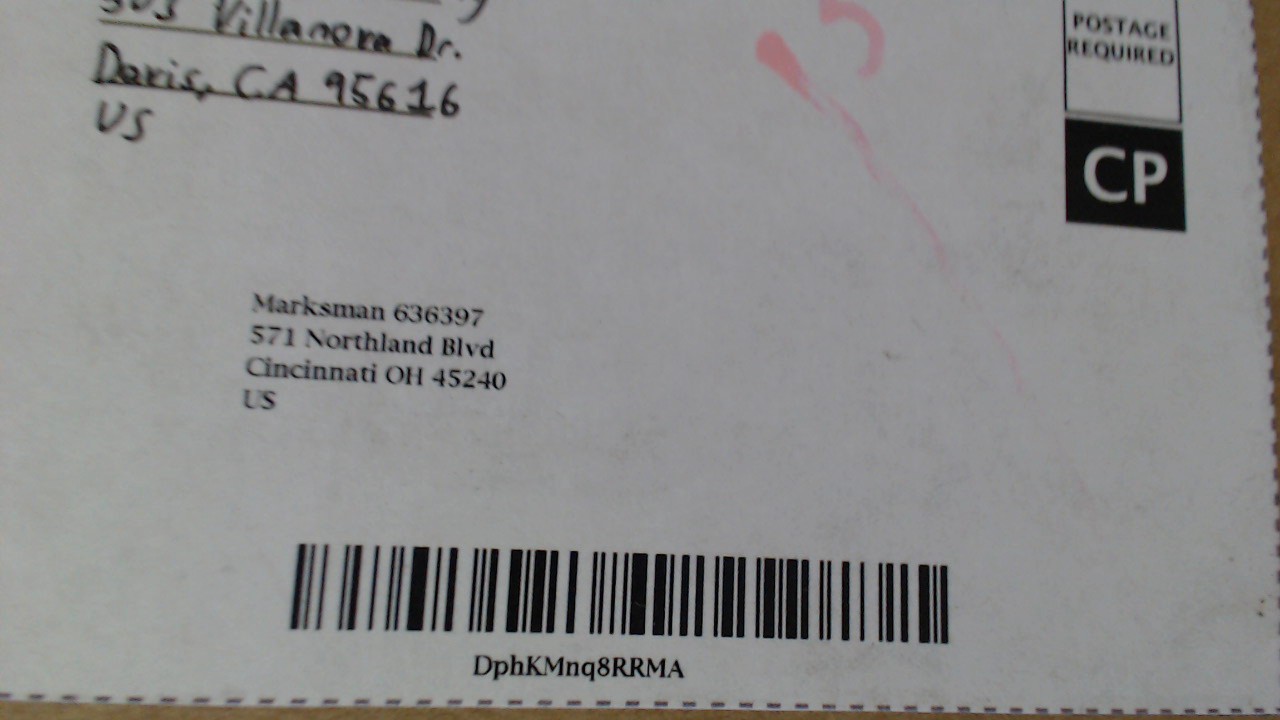 Villanova Dr.
Davis, CA 95616
US
5
POSTAGE
REQUIRED
CP
Marksman 636397
571 Northland Blvd
Cincinnati OH 45240
US
DphKMnq8RRMA